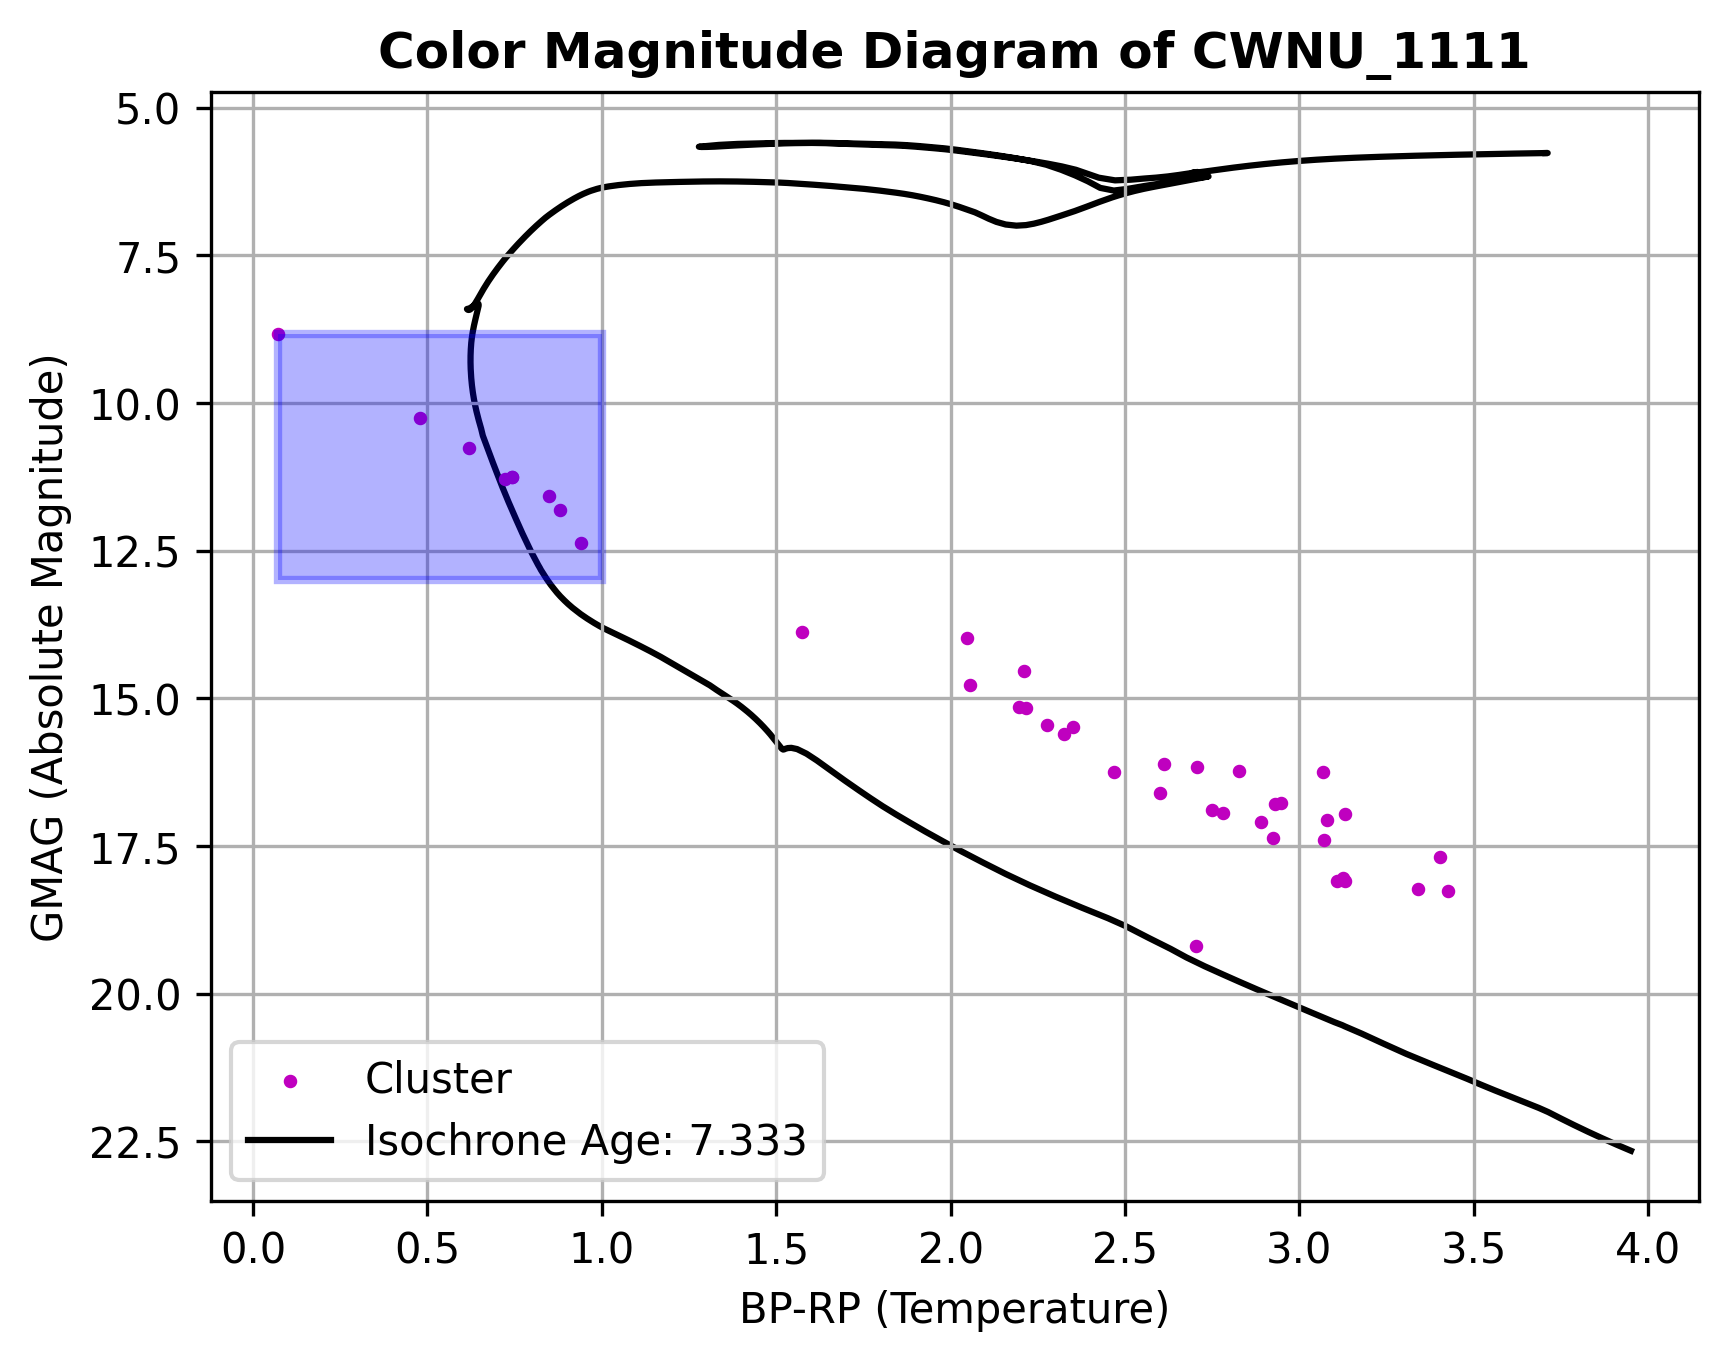 Color Magnitude Diagram of CWNU_1111
5.0
7.5
10.0
12.5
15.0
17.5
20.0
22.5
GMAG (Absolute Magnitude)
Cluster
Isochrone Age: 7.333
0.0 0.5 1.0 1.5 2.0 2.5 3.0 3.5 4.0
BP-RP (Temperature)